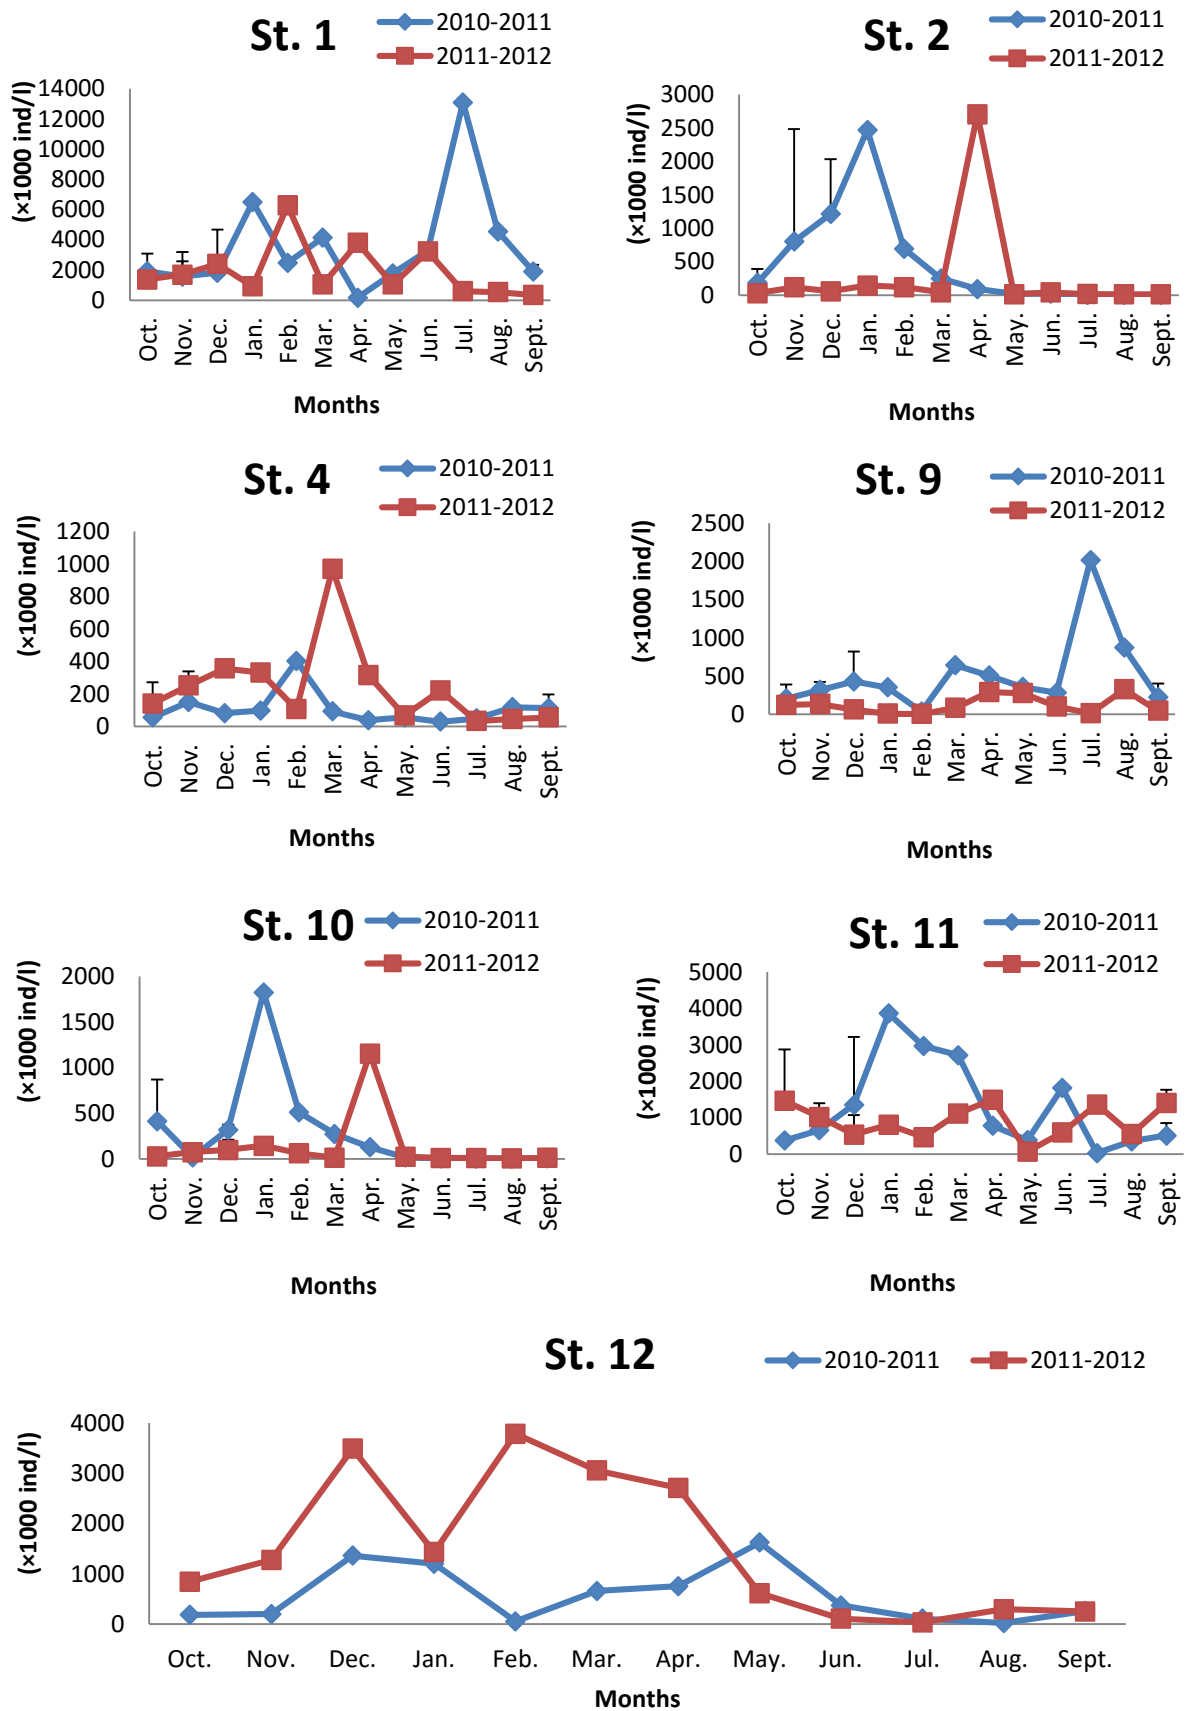 St. 1
2010-2011
2011-2012
(×1000 ind/l)
14000
12000
10000
8000
6000
4000
2000
0
Oct. Nov. Dec. Jan. Feb. Mar. Apr. May. Jun. Jul. Aug. Sept.
Months
St. 2
2010-2011
2011-2012
(×1000 ind/l)
3000
2500
2000
1500
1000
500
0
Oct. Nov. Dec. Jan. Feb. Mar. Apr. May. Jun. Jul. Aug. Sept.
Months
St. 4
2010-2011
2011-2012
(×1000 ind/l)
1200
1000
800
600
400
200
0
Oct. Nov. Dec. Jan. Feb. Mar. Apr. May. Jun. Jul. Aug. Sept.
Months
St. 9
2010-2011
2011-2012
(×1000 ind/l)
2500
2000
1500
1000
500
0
Oct. Nov. Dec. Jan. Feb. Mar. Apr. May. Jun. Jul. Aug. Sept.
Months
St. 10
2010-2011
2011-2012
(×1000 ind/l)
2000
1500
1000
500
0
Oct. Nov. Dec. Jan. Feb. Mar. Apr. May. Jun. Jul. Aug. Sept.
Months
St. 11
2010-2011
2011-2012
(×1000 ind/l)
5000
4000
3000
2000
1000
0
Oct. Nov. Dec. Jan. Feb. Mar. Apr. May. Jun. Jul. Aug. Sept.
Months
St. 12
2010-2011 2011-2012
(×1000 ind/l)
4000
3000
2000
1000
0
Oct. Nov. Dec. Jan. Feb. Mar. Apr. May. Jun. Jul. Aug. Sept.
Months